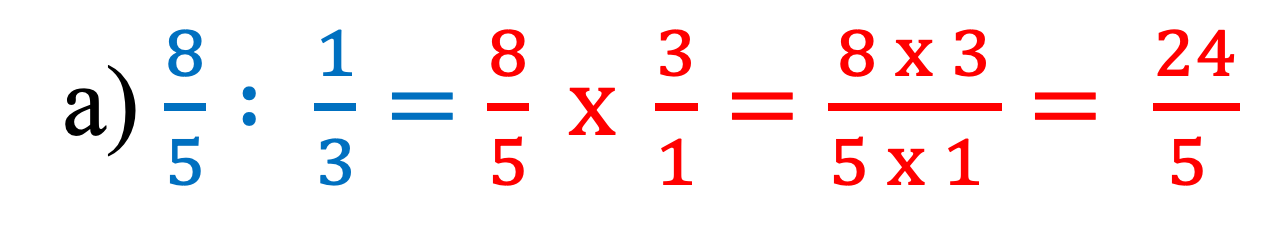 a) 8/5 : 1/3 = 8/5 x 3/1 = 8 x 3/5 x 1 = 24/5